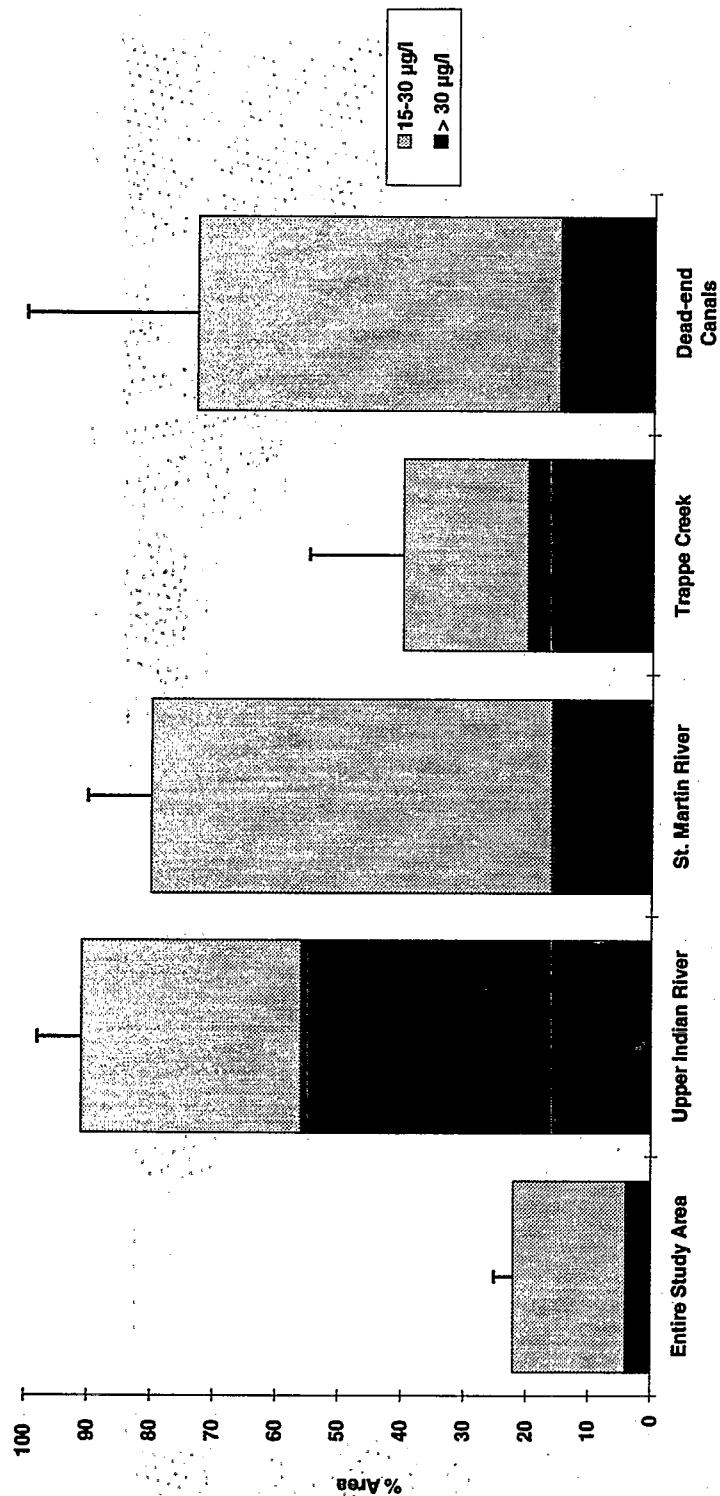 15-30 µg/l
> 30 µg/l
% Area
100
90
80
70
60
50
40
30
20
10
0
Entire Study Area
Upper Indian River
St. Martin River
Trappe Creek
Dead-end
Canals